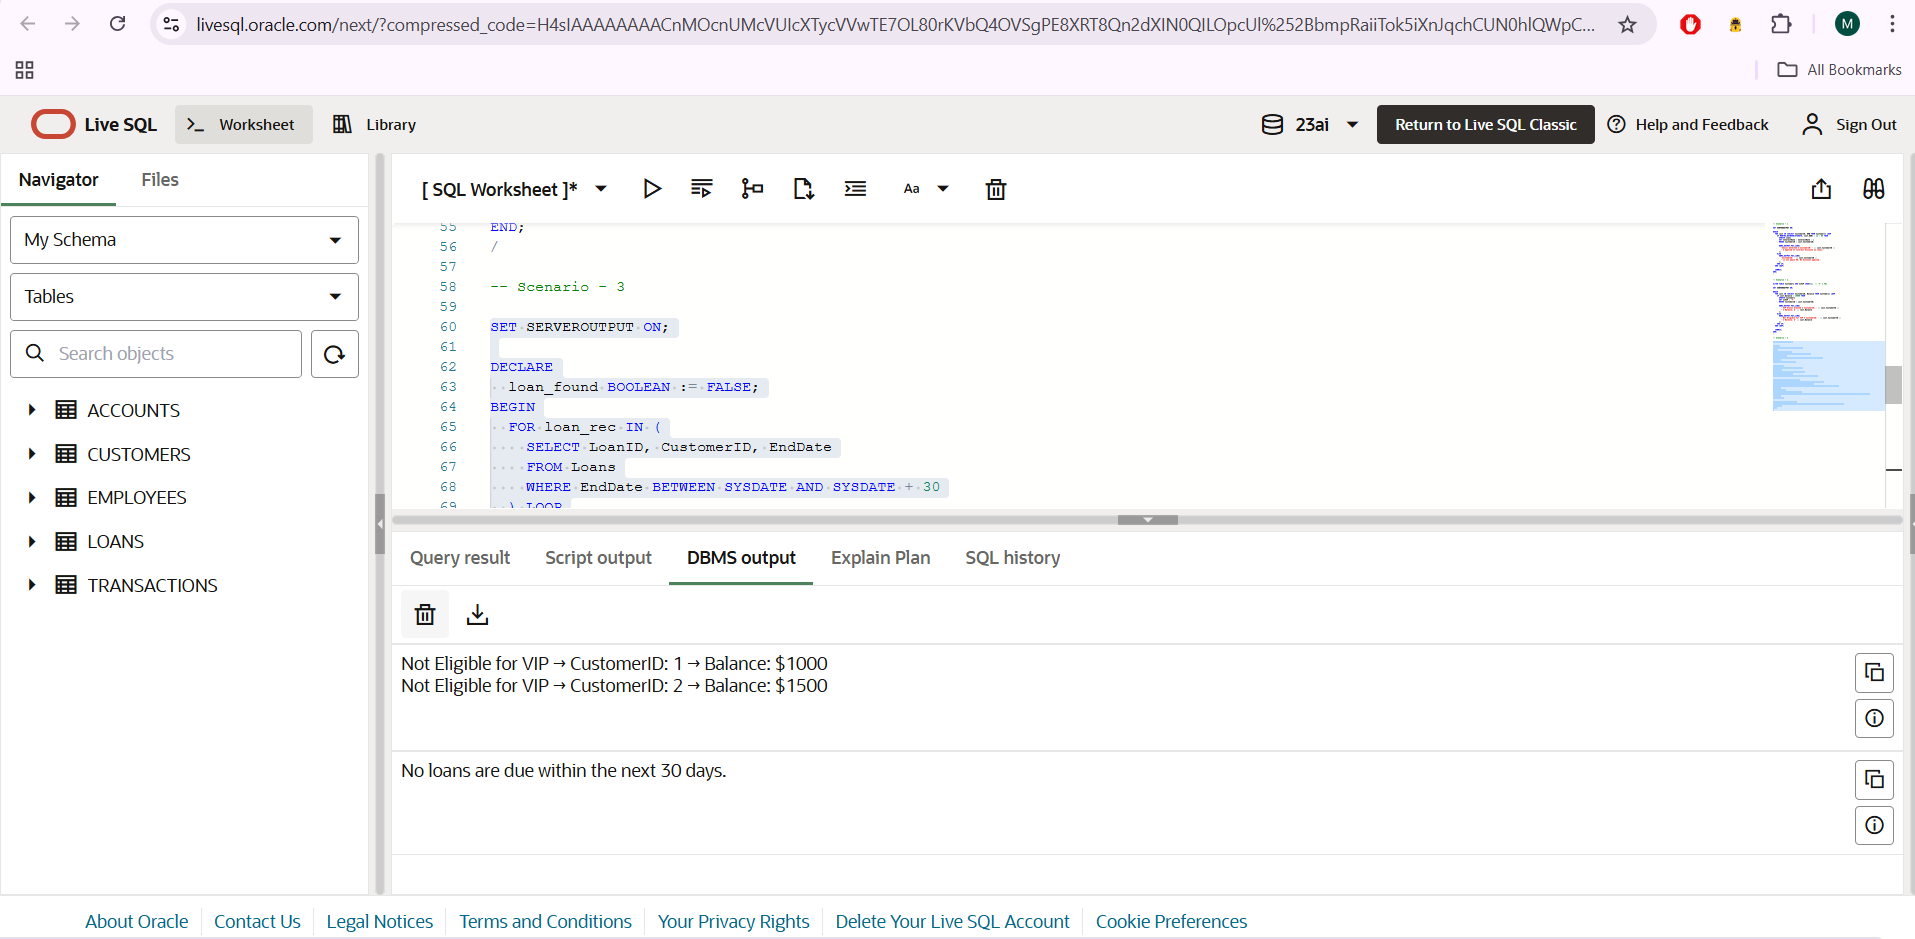 livesql.oracle.com/next/?compressed_code=H4sIAAAAAAAACnMOcnUMcVUIcXTycVVwTE7OL80rKVbQ4OVSgPE8XRT8Qn2dXIN0QILOpcUl%252BbmpRaiiTok5iXnJqchCUN0hlQWpC...
M
All Bookmarks
Live SQL
Worksheet
Library
23ai
Return to Live SQL Classic
Help and Feedback
Sign Out
Navigator
Files
My Schema
Tables
Search objects
ACCOUNTS
CUSTOMERS
EMPLOYEES
LOANS
TRANSACTIONS
[ SQL Worksheet ]*
Aa
55 END;
56 /
57
58 -- Scenario - 3
59
60 SET SERVEROUTPUT ON;
61
62 DECLARE
63 loan_found BOOLEAN := FALSE;
64 BEGIN
65 FOR loan_rec IN (
66 SELECT LoanID, CustomerID, EndDate
67 FROM Loans
68 WHERE EndDate BETWEEN SYSDATE AND SYSDATE + 30
69 ) LOOP
Query result
Script output
DBMS output
Explain Plan
SQL history
Not Eligible for VIP → CustomerID: 1 → Balance: $1000
Not Eligible for VIP → CustomerID: 2 → Balance: $1500
No loans are due within the next 30 days.
About Oracle
Contact Us
Legal Notices
Terms and Conditions
Your Privacy Rights
Delete Your Live SQL Account
Cookie Preferences